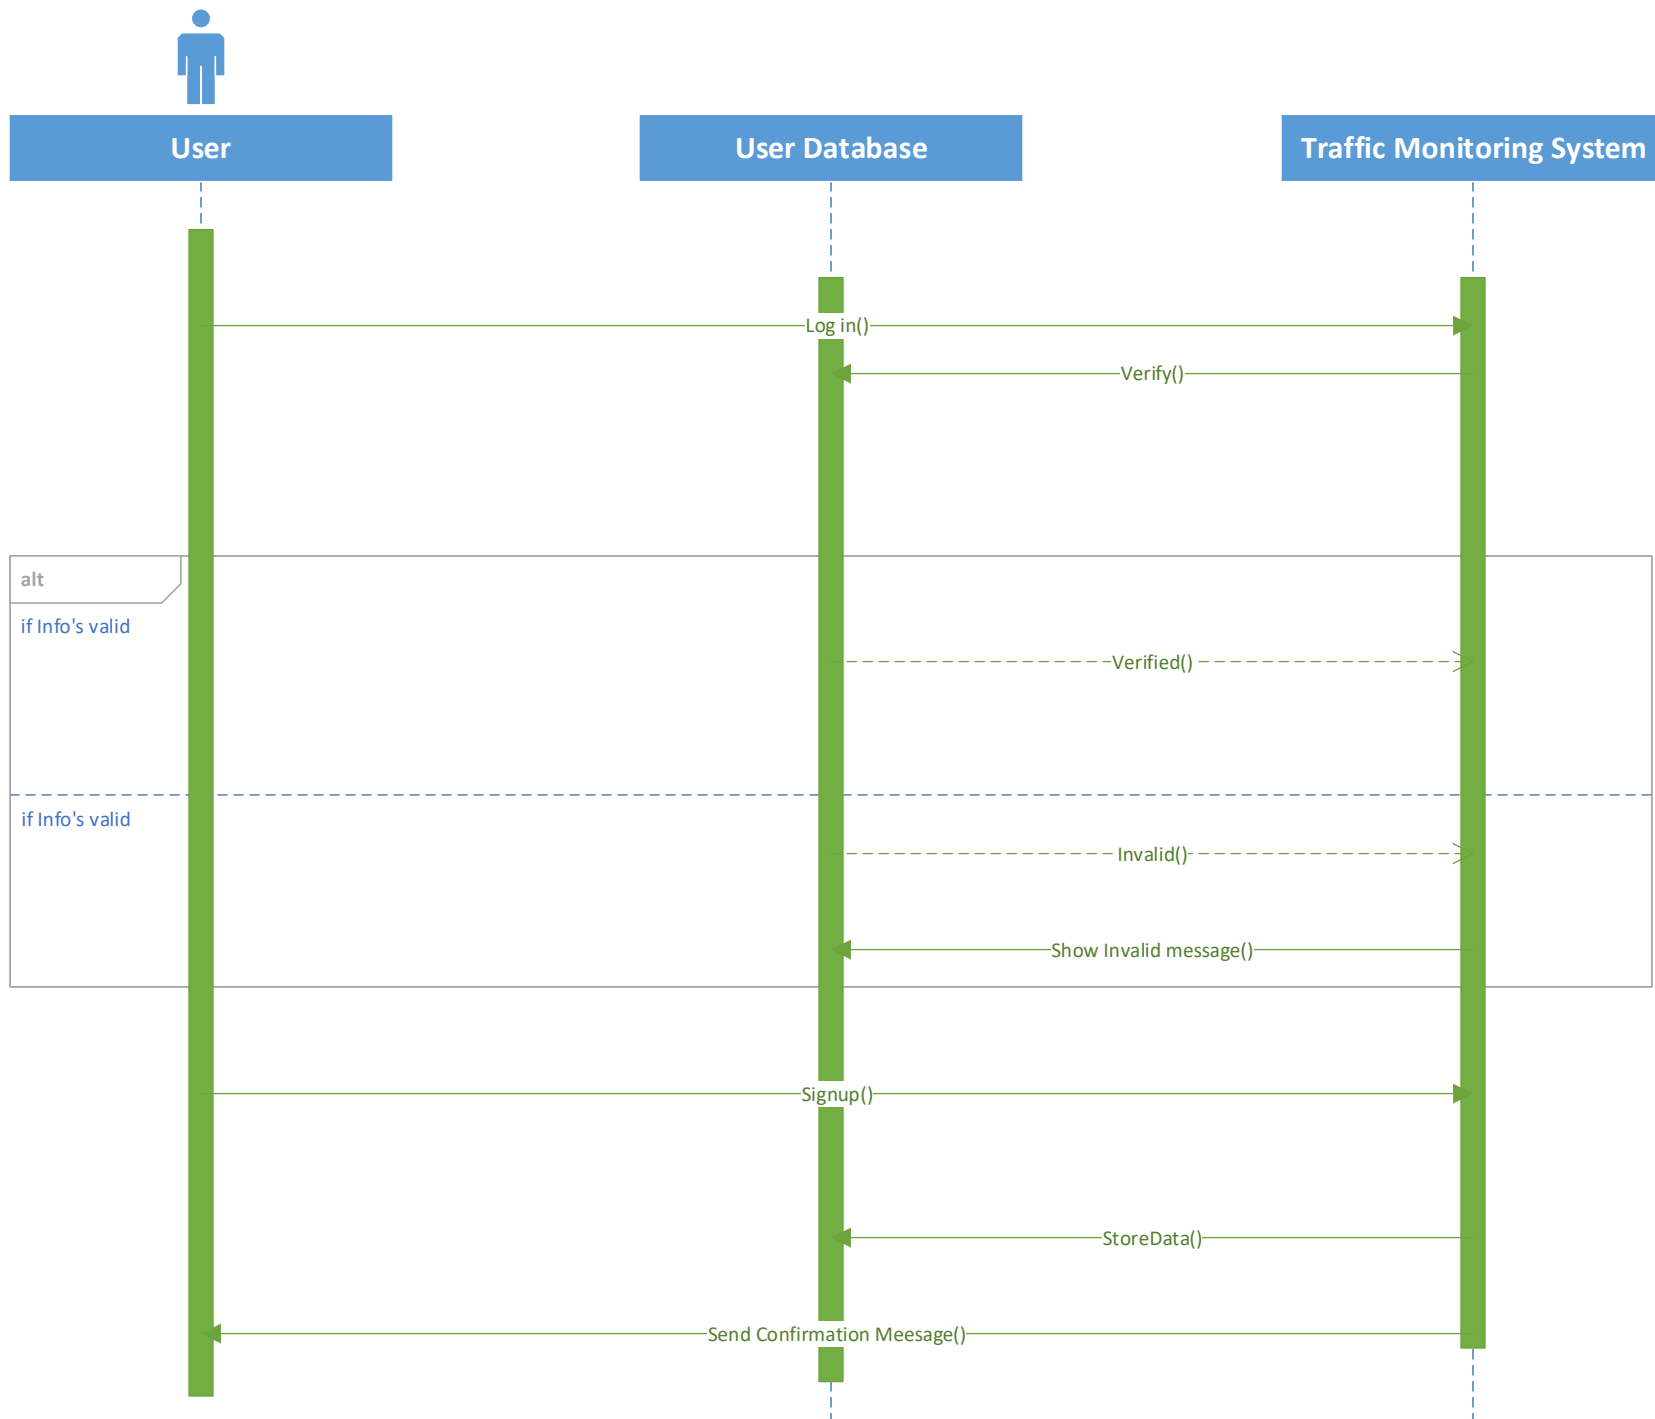 User
User Database
Traffic Monitoring System
Log in()
Verify()
alt
if Info's valid
Verified()
if Info's valid
Invalid()
Show Invalid message()
Signup()
StoreData()
Send Confirmation Meesage()